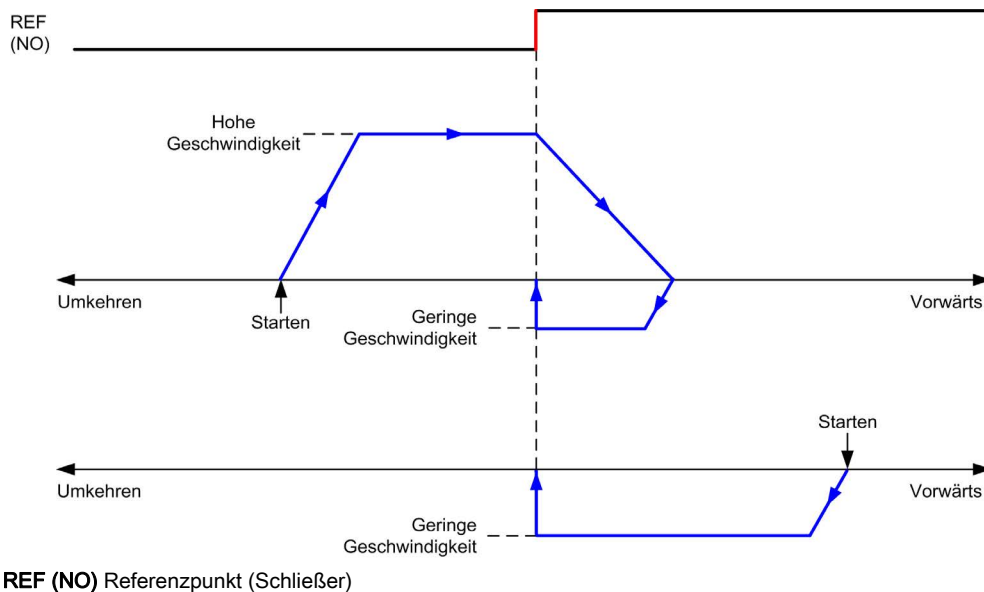 REF
(NO)
Hohe
Geschwindigkeit
Umkehren
Vorwärts
Starten
Geringe
Geschwindigkeit
Starten
Umkehren
Vorwärts
Geringe
Geschwindigkeit
REF (NO) Referenzpunkt (Schließer)